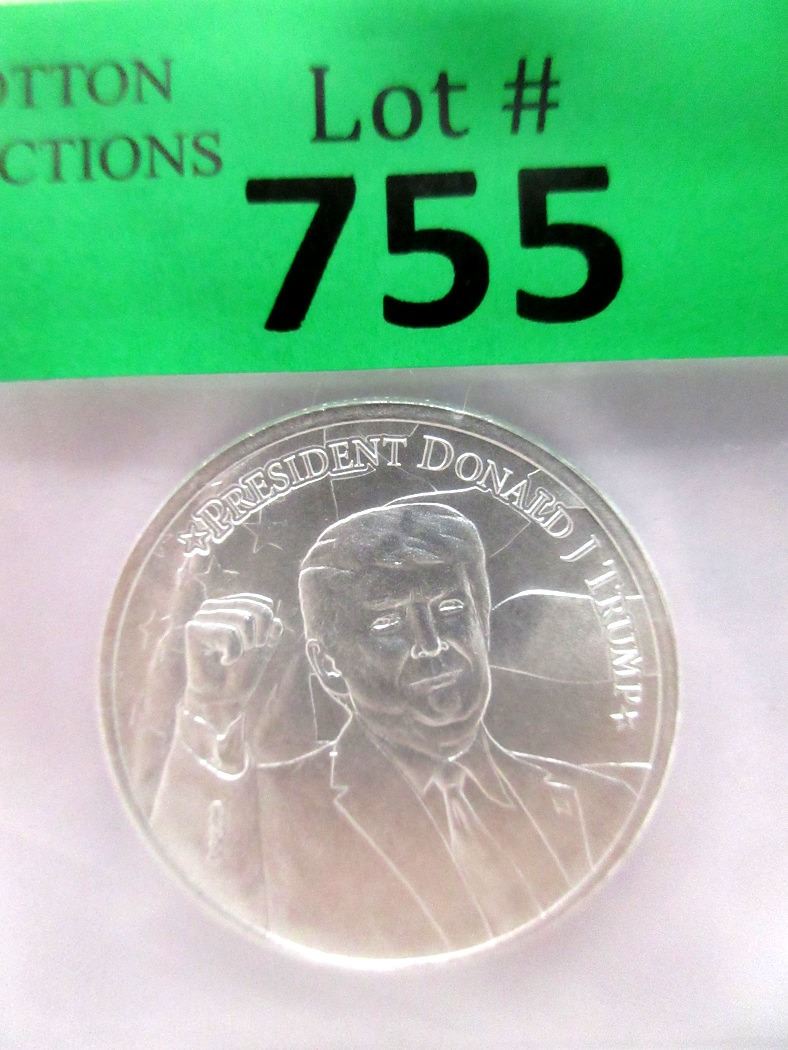 OTTON
CTIONS
Lot #
755
PRESIDENT DONALD J TRUMP